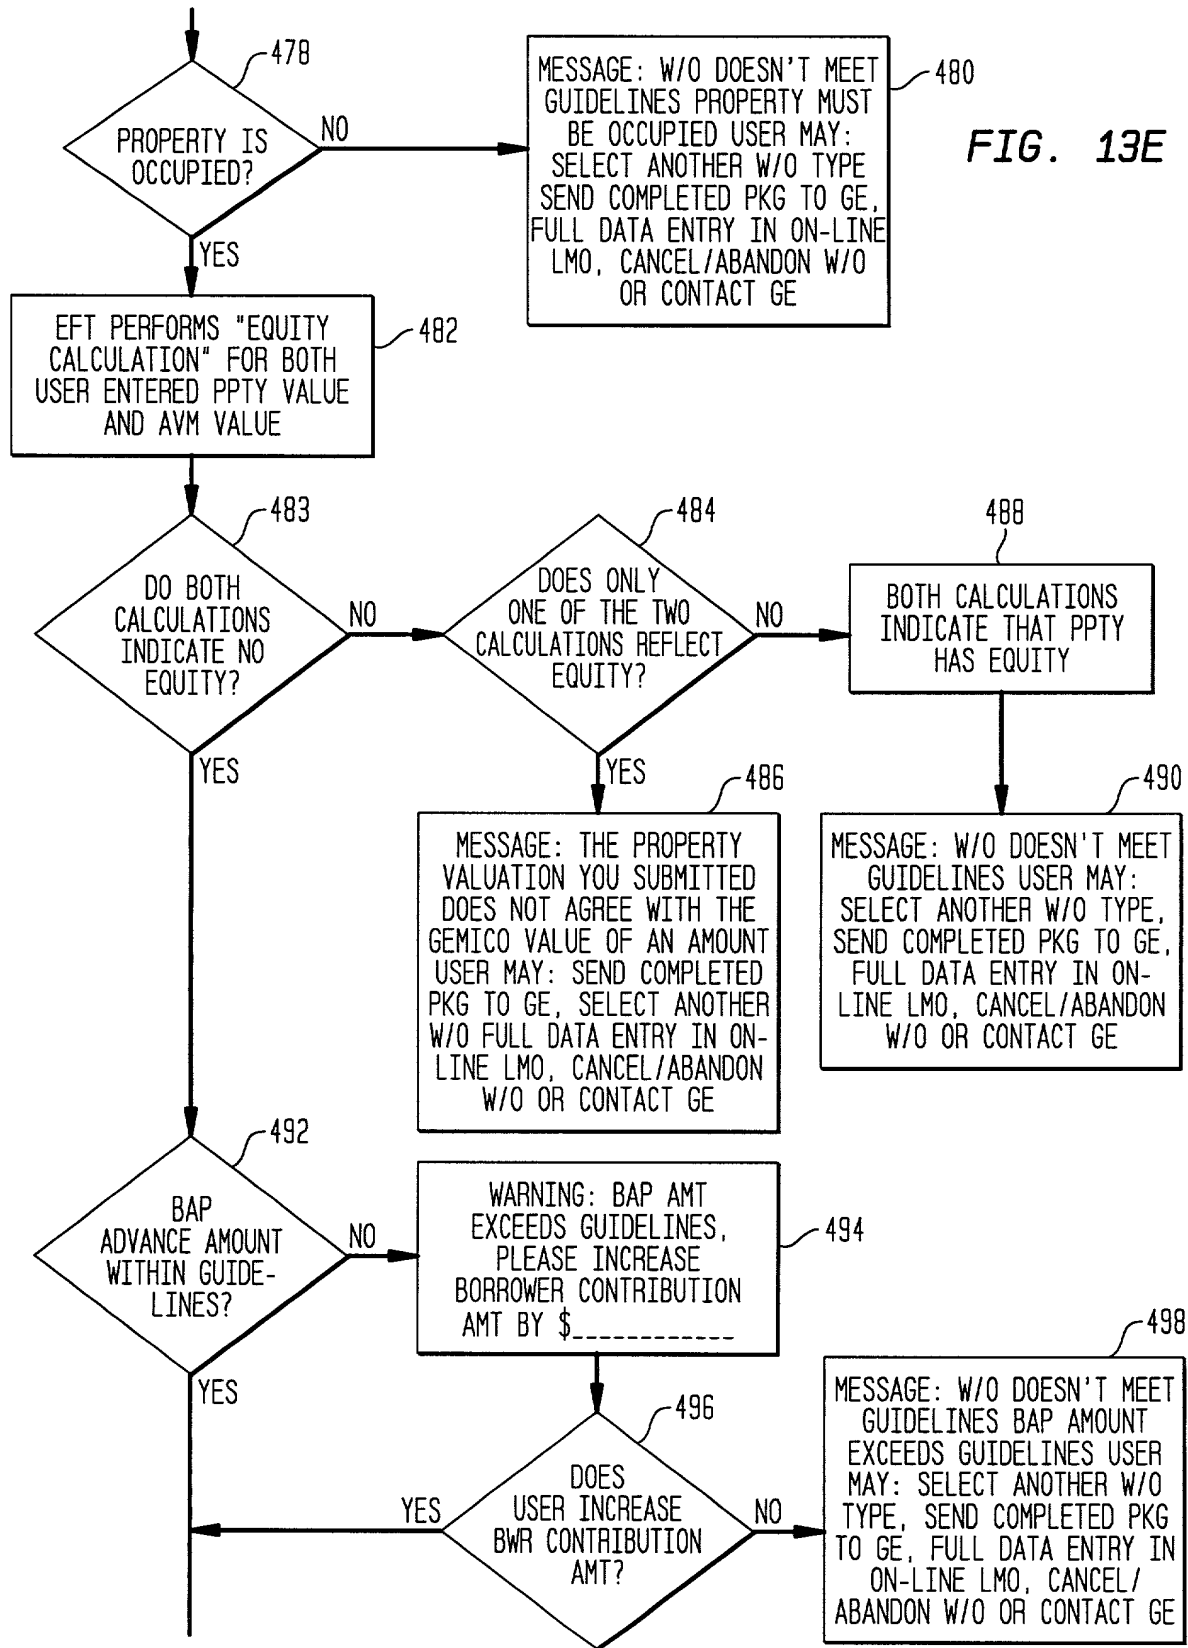 478
PROPERTY IS
OCCUPIED?
NO
YES
MESSAGE: W/O DOESN'T MEET
GUIDELINES PROPERTY MUST
BE OCCUPIED USER MAY:
SELECT ANOTHER W/O TYPE
SEND COMPLETED PKG TO GE,
FULL DATA ENTRY IN ON-LINE
LMO, CANCEL/ABANDON W/O
OR CONTACT GE
480
FIG. 13E
EFT PERFORMS "EQUITY
CALCULATION" FOR BOTH
USER ENTERED PPTY VALUE
AND AVM VALUE
482
483
DO BOTH
CALCULATIONS
INDICATE NO
EQUITY?
NO
YES
484
DOES ONLY
ONE OF THE TWO
CALCULATIONS REFLECT
EQUITY?
NO
YES
488
BOTH CALCULATIONS
INDICATE THAT PPTY
HAS EQUITY
486
MESSAGE: THE PROPERTY
VALUATION YOU SUBMITTED
DOES NOT AGREE WITH THE
GEMICO VALUE OF AN AMOUNT
USER MAY: SEND COMPLETED
PKG TO GE, SELECT ANOTHER
W/O FULL DATA ENTRY IN ON-
LINE LMO, CANCEL/ABANDON
W/O OR CONTACT GE
490
MESSAGE: W/O DOESN'T MEET
GUIDELINES USER MAY:
SELECT ANOTHER W/O TYPE,
SEND COMPLETED PKG TO GE,
FULL DATA ENTRY IN ON-
LINE LMO, CANCEL/ABANDON
W/O OR CONTACT GE
492
BAP
ADVANCE AMOUNT
WITHIN GUIDE-
LINES?
NO
YES
WARNING: BAP AMT
EXCEEDS GUIDELINES,
PLEASE INCREASE
BORROWER CONTRIBUTION
AMT BY $____________
494
496
DOES
USER INCREASE
BWR CONTRIBUTION
AMT?
YES
NO
498
MESSAGE: W/O DOESN'T MEET
GUIDELINES BAP AMOUNT
EXCEEDS GUIDELINES USER
MAY: SELECT ANOTHER W/O
TYPE, SEND COMPLETED PKG
TO GE, FULL DATA ENTRY IN
ON-LINE LMO, CANCEL/
ABANDON W/O OR CONTACT GE